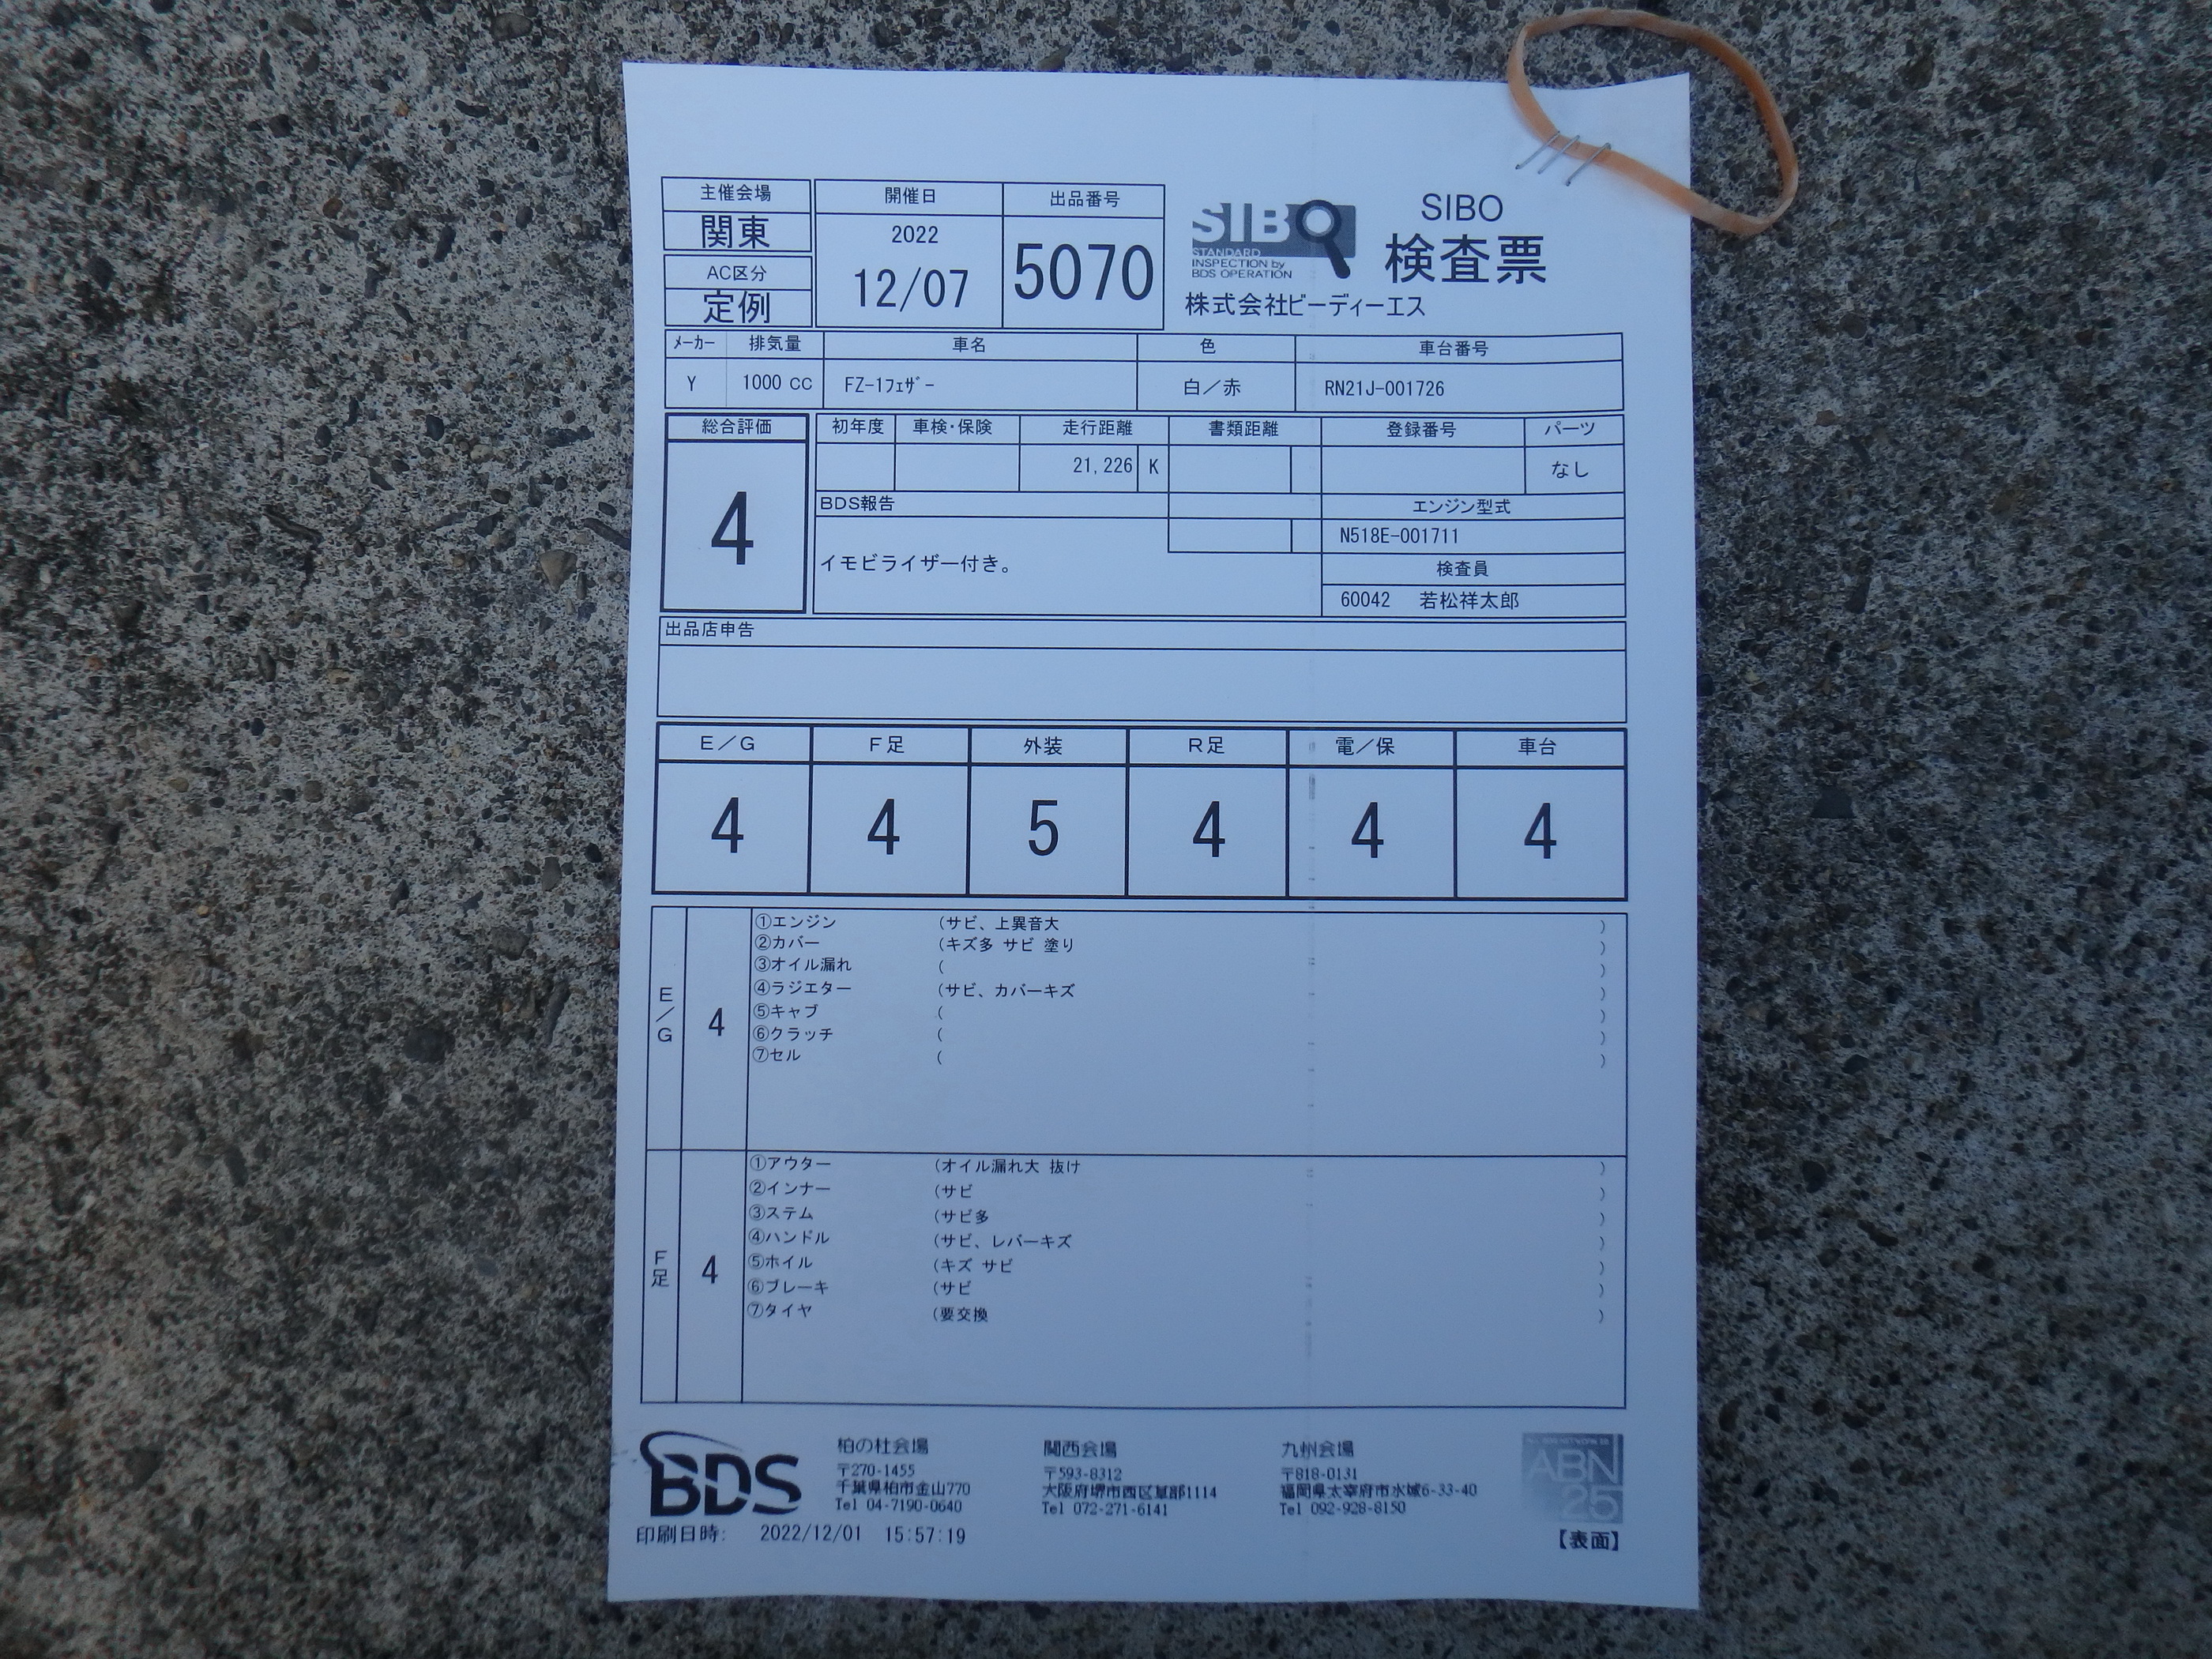 主催会場
関東
AC区分
定例
開催日
2022
12/07
出品番号
5070
SIBO
STANDARD
INSPECTION by
BDS OPERATION
SIBO
検査票
株式会社ビーディーエス
ﾒｰｶｰ 排気量 車名 色 車台番号
Y 1000 CC FZ-1ﾌｪｻﾞｰ 白／赤 RN21J-001726
総合評価
4
初年度 車検・保険 走行距離 書類距離 登録番号 パーツ
21,226 K なし
BDS報告
イモビライザー付き。
エンジン型式
N518E-001711
検査員
60042 若松祥太郎
出品店申告
E／G F足 外装 R足 電／保 車台
4 4 5 4 4 4
E／G 4
①エンジン (サビ、上異音大 )
②カバー (キズ多 サビ 塗り )
③オイル漏れ ( )
④ラジエター (サビ、カバーキズ )
⑤キャブ ( )
⑥クラッチ ( )
⑦セル ( )
F足 4
①アウター (オイル漏れ大 抜け )
②インナー (サビ )
③ステム (サビ多 )
④ハンドル (サビ、レバーキズ )
⑤ホイル (キズ サビ )
⑥ブレーキ (サビ )
⑦タイヤ (要交換 )
BDS
柏の杜会場
〒270-1455
千葉県柏市金山770
Tel 04-7190-0640
関西会場
〒593-8312
大阪府堺市西区草部1114
Tel 072-271-6141
九州会場
〒818-0131
福岡県太宰府市水城6-33-40
Tel 092-928-8150
ABN
25
印刷日時: 2022/12/01 15:57:19
【表面】